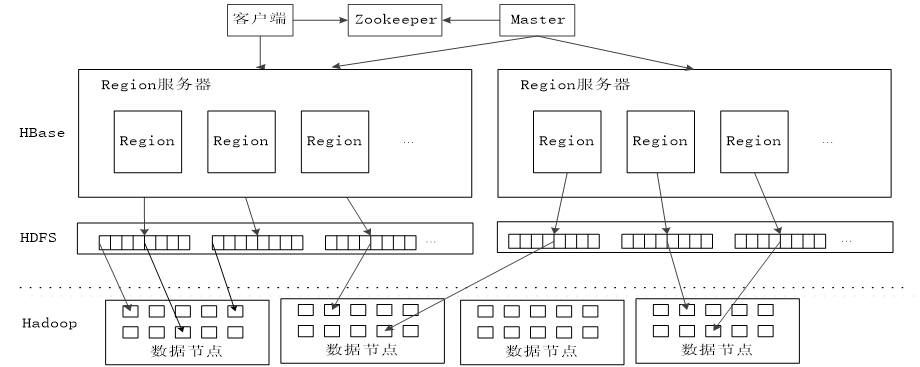 客户端 Zookeeper Master
Region服务器 Region服务器
HBase Region Region Region … Region Region Region …
HDFS … …
Hadoop
数据节点 数据节点 数据节点 数据节点